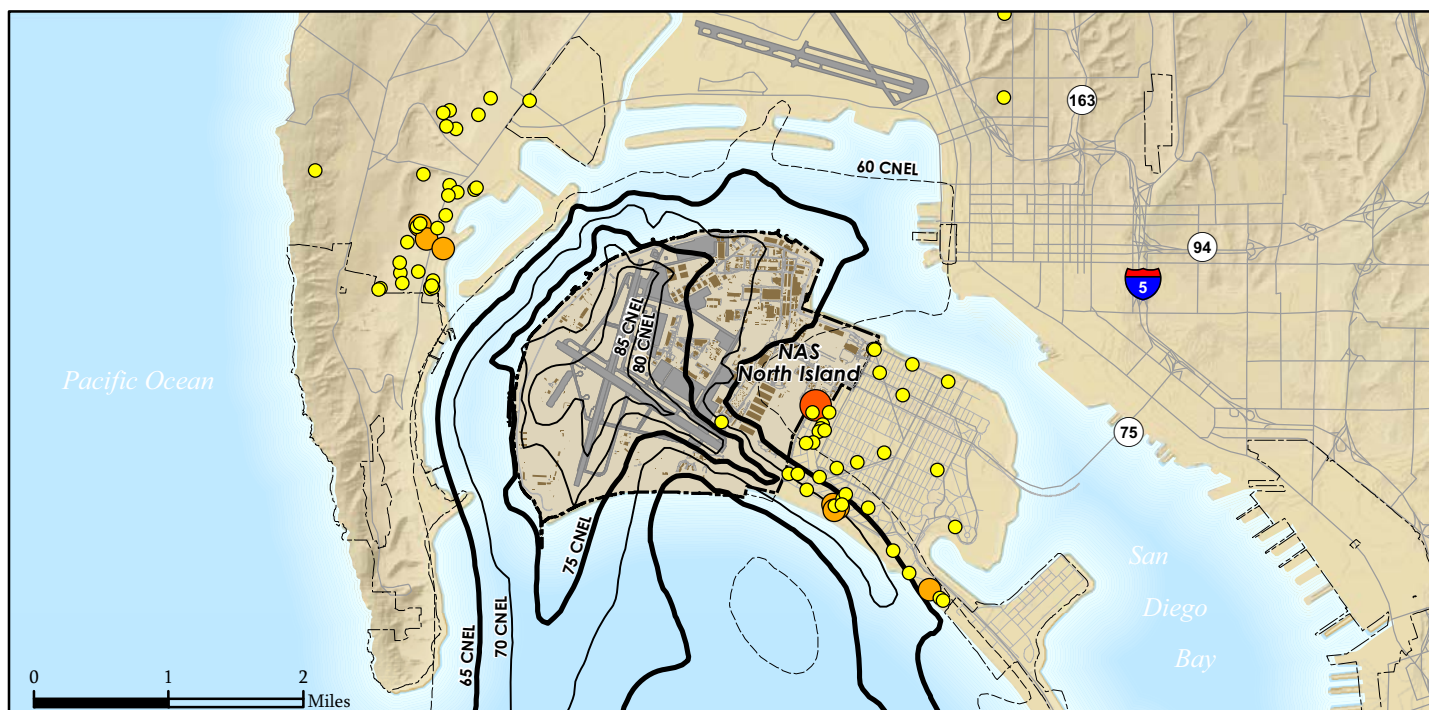 163
60 CNEL
94
5
85 CNEL
80 CNEL
NAS
North Island
Pacific Ocean
75
75 CNEL
San
Diego
Bay
65 CNEL
70 CNEL
0 1 2
Miles